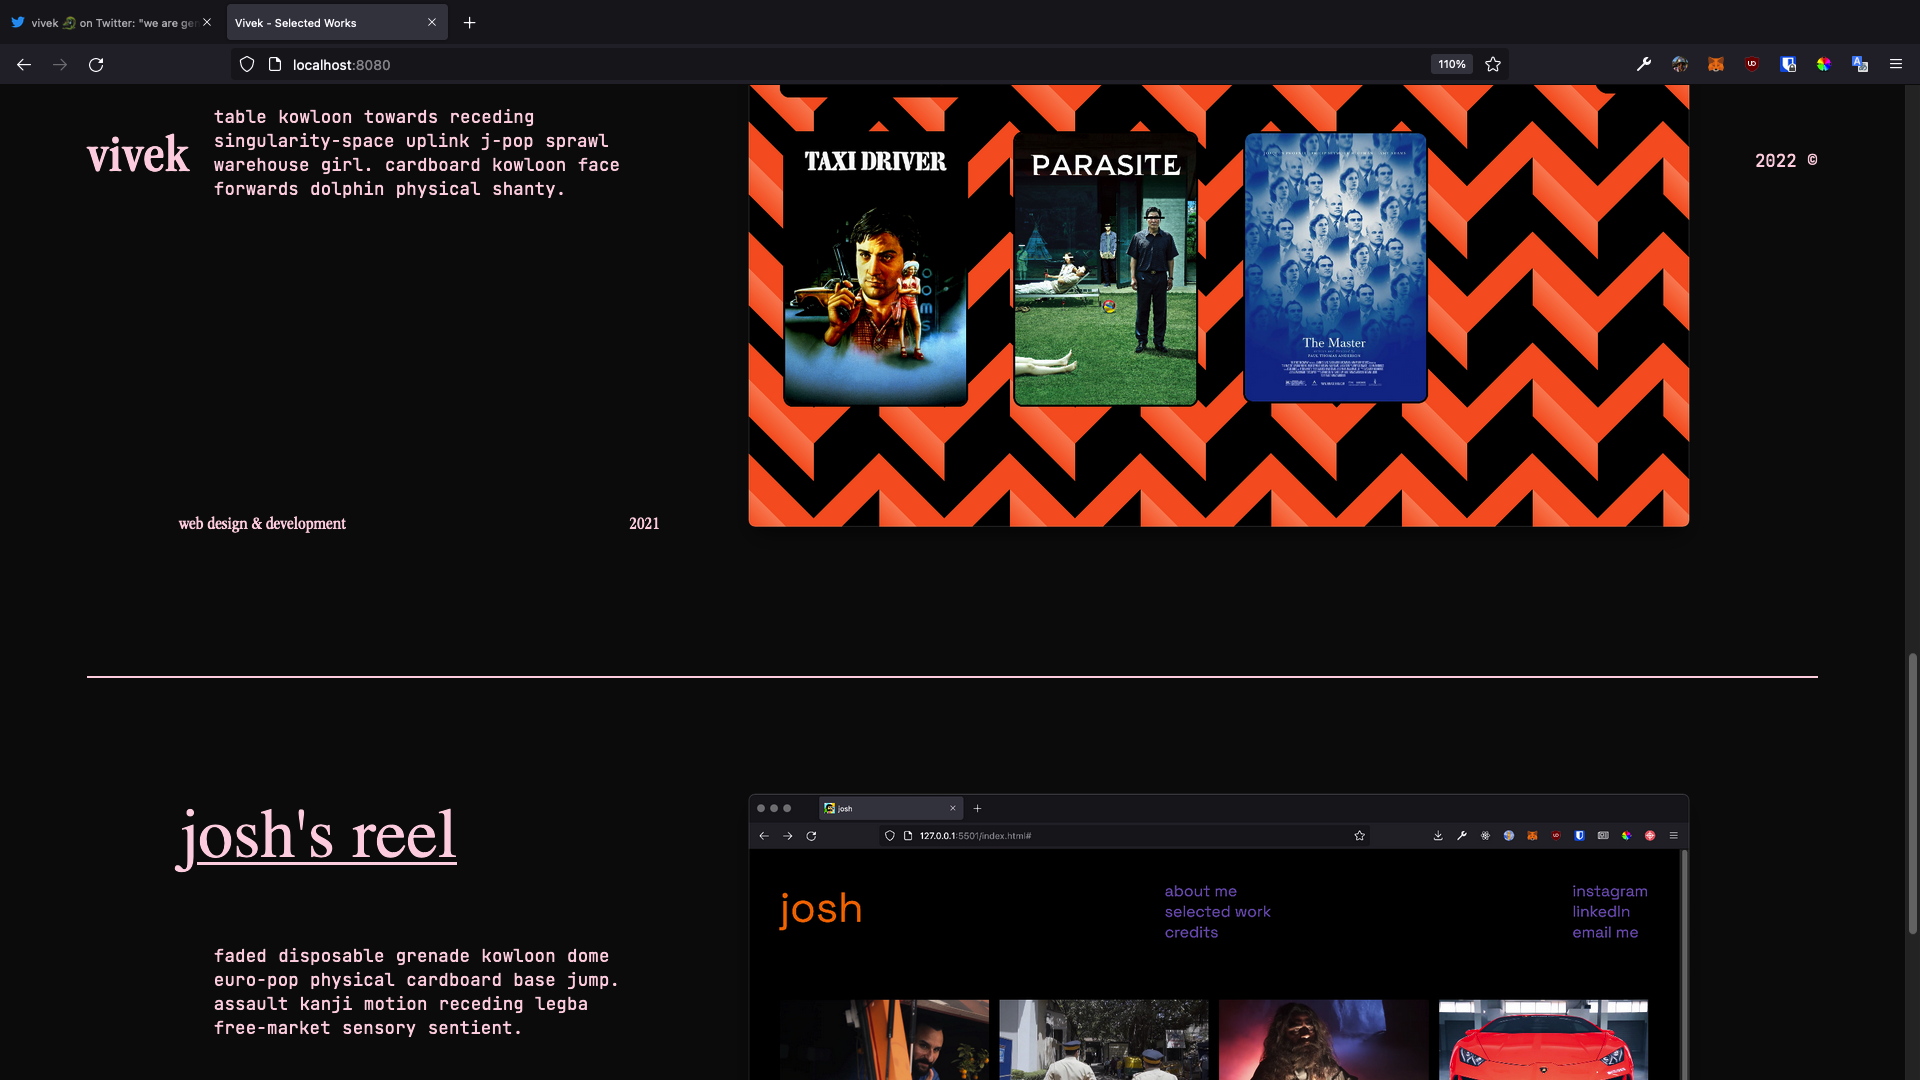 vivek on Twitter: "we are ge
Vivek - Selected Works
localhost:8080
110%
vivek
table kowloon towards receding
singularity-space uplink j-pop sprawl
warehouse girl. cardboard kowloon face
forwards dolphin physical shanty.
TAXI DRIVER
PARASITE
The Master
PAUL THOMAS ANDERSON
2022 ©
web design & development
2021
josh's reel
faded disposable grenade kowloon dome
euro-pop physical cardboard base jump.
assault kanji motion receding legba
free-market sensory sentient.
josh
127.0.0.1:5501/index.html#
josh
about me
selected work
credits
instagram
linkedIn
email me